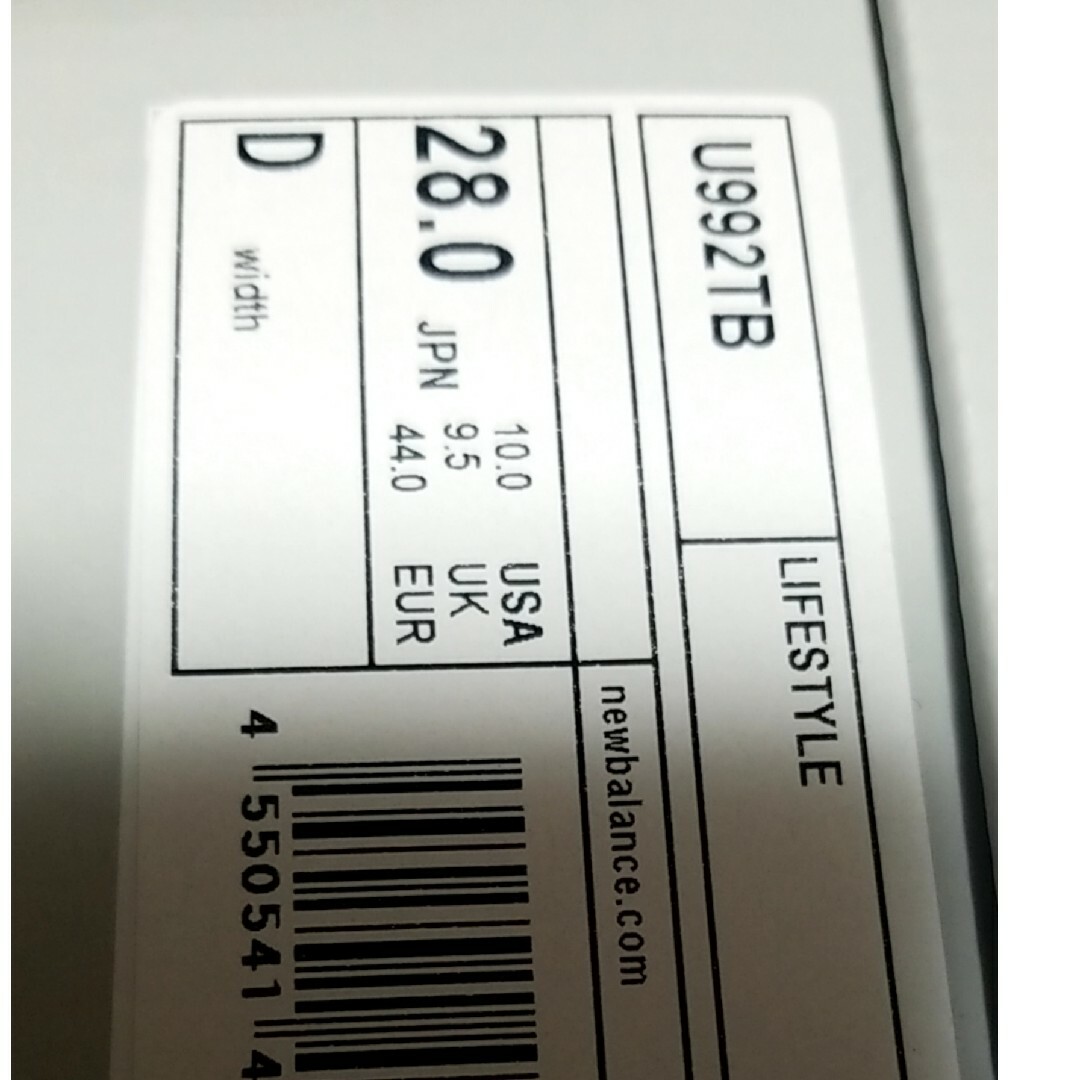 U992TB
LIFESTYLE
newbalance.com
28.0 JPN
10.0 USA
9.5 UK
44.0 EUR
D width
4 550541 4